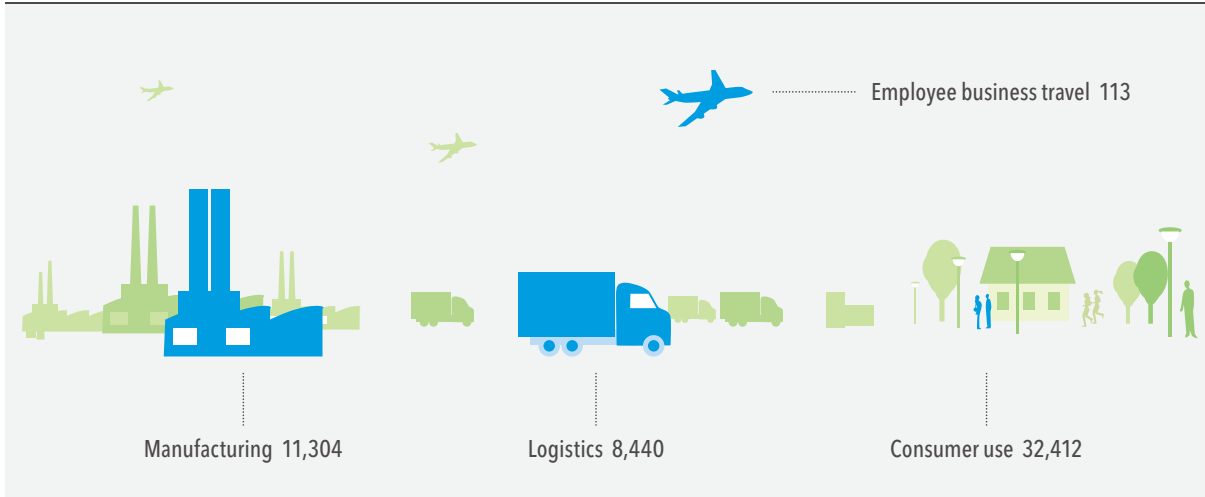 Employee business travel 113
Manufacturing 11,304
Logistics 8,440
Consumer use 32,412